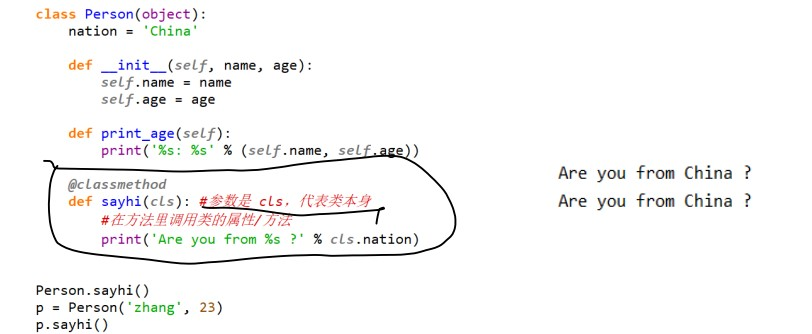 class Person(object):
nation = 'China'
def __init__(self, name, age):
self.name = name
self.age = age
def print_age(self):
print('%s: %s' % (self.name, self.age))
@classmethod
def sayhi(cls): #参数是 cls，代表类本身
#在方法里调用类的属性/方法
print('Are you from %s ?' % cls.nation)
Person.sayhi()
p = Person('zhang', 23)
p.sayhi()
Are you from China ?
Are you from China ?